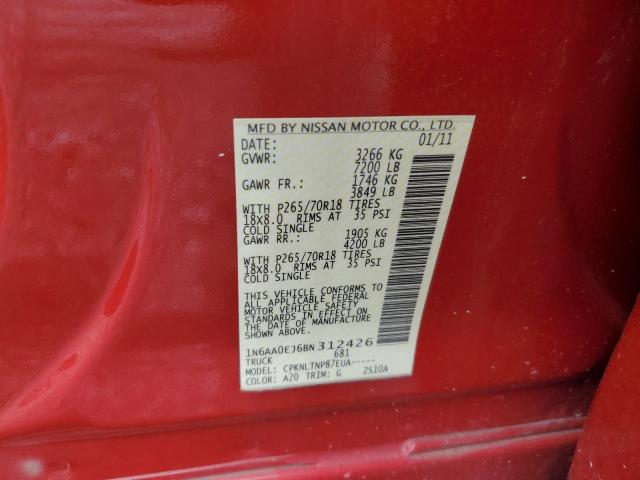 MFD BY NISSAN MOTOR CO., LTD.
DATE: 01/11
GVWR: 3266 KG
7200 LB
GAWR FR.: 1746 KG
3849 LB
WITH P265/70R18 TIRES
18X8.0 RIMS AT 35 PSI
COLD SINGLE
GAWR RR.: 1905 KG
4200 LB
WITH P265/70R18 TIRES
18X8.0 RIMS AT 35 PSI
COLD SINGLE
THIS VEHICLE CONFORMS TO
ALL APPLICABLE FEDERAL
MOTOR VEHICLE SAFETY
STANDARDS IN EFFECT ON
THE DATE OF MANUFACTURE
SHOWN ABOVE.
1N6AA0EJ6BN312426
TRUCK 681
MODEL: CPKNLTNP87EUA-----
COLOR: A20 TRIM: G ZS10A